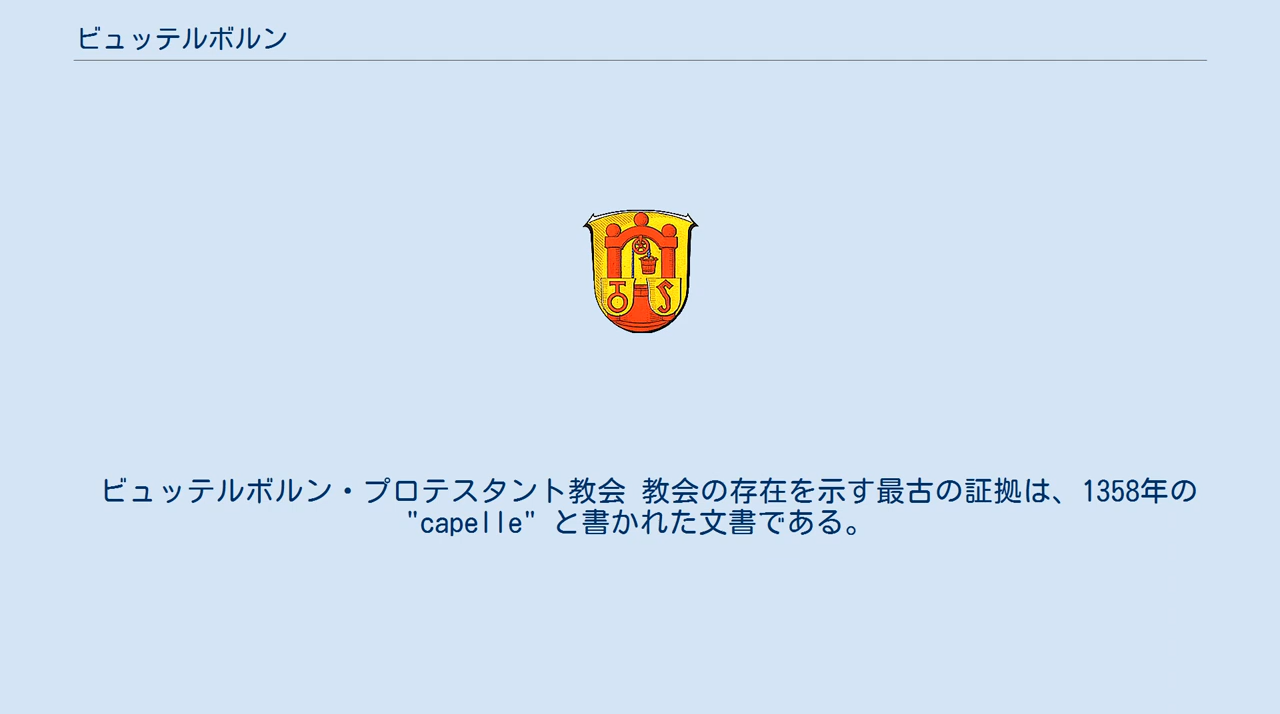 ビュッテルボルン
ビュッテルボルン・プロテスタント教会 教会の存在を示す最古の証拠は、1358年の
"capelle" と書かれた文書である。